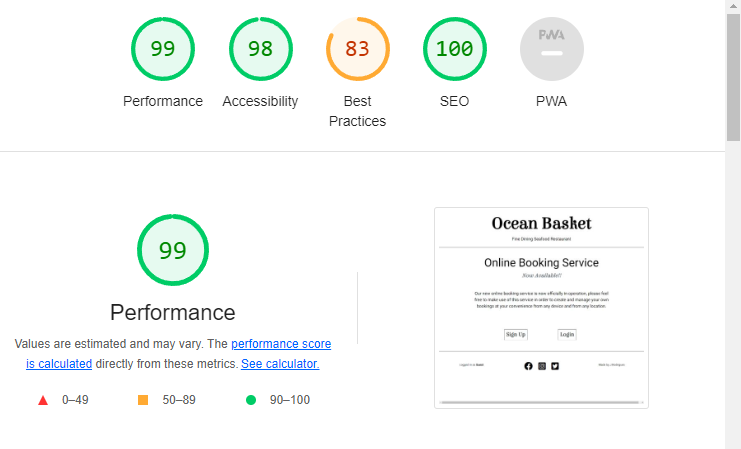 99
98
83
100
PWA
Performance
Accessibility
Best
Practices
SEO
PWA
99
Performance
Values are estimated and may vary. The performance score
is calculated directly from these metrics. See calculator.
0–49
50–89
90–100
Ocean Basket
Fine Dining Seafood Restaurant
Online Booking Service
Now Available!!
Our new online booking service is now officially in operation, please feel
free to make use of this service in order to create and manage your own
bookings at your convenience from any device and from any location.
Sign Up
Login